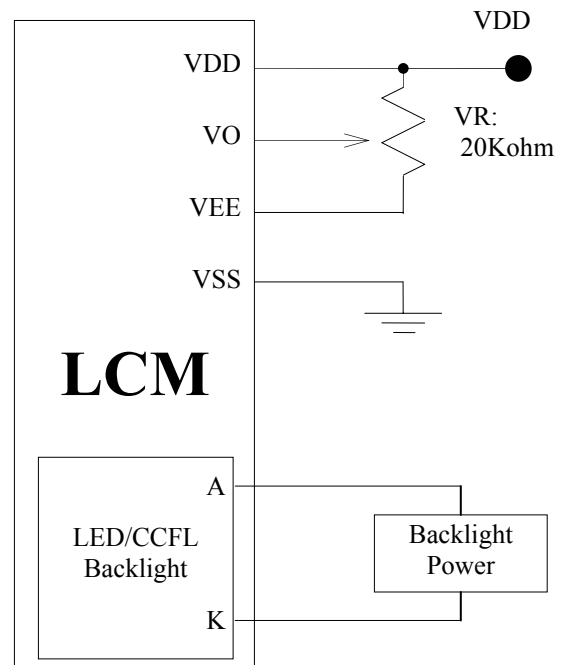 VDD
VDD
VO
VR:
20Kohm
VEE
VSS
LCM
A
LED/CCFL
Backlight
Backlight
Power
K